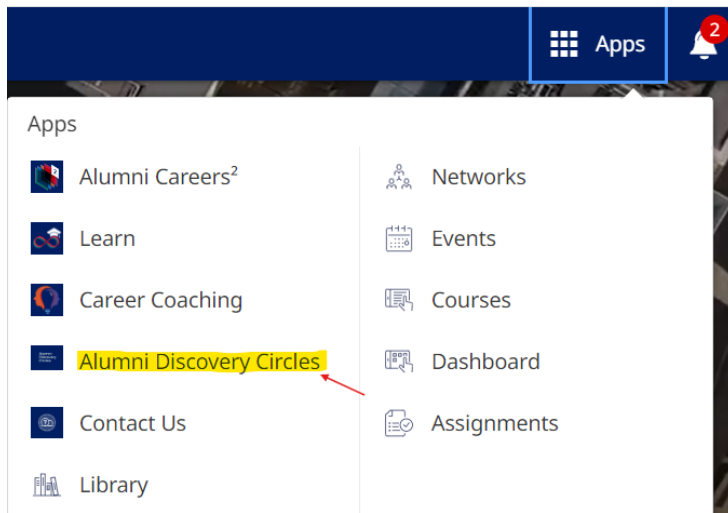 Apps
2
Apps
Alumni Careers²
Learn
Career Coaching
Alumni Discovery Circles
Contact Us
Library
Networks
Events
Courses
Dashboard
Assignments